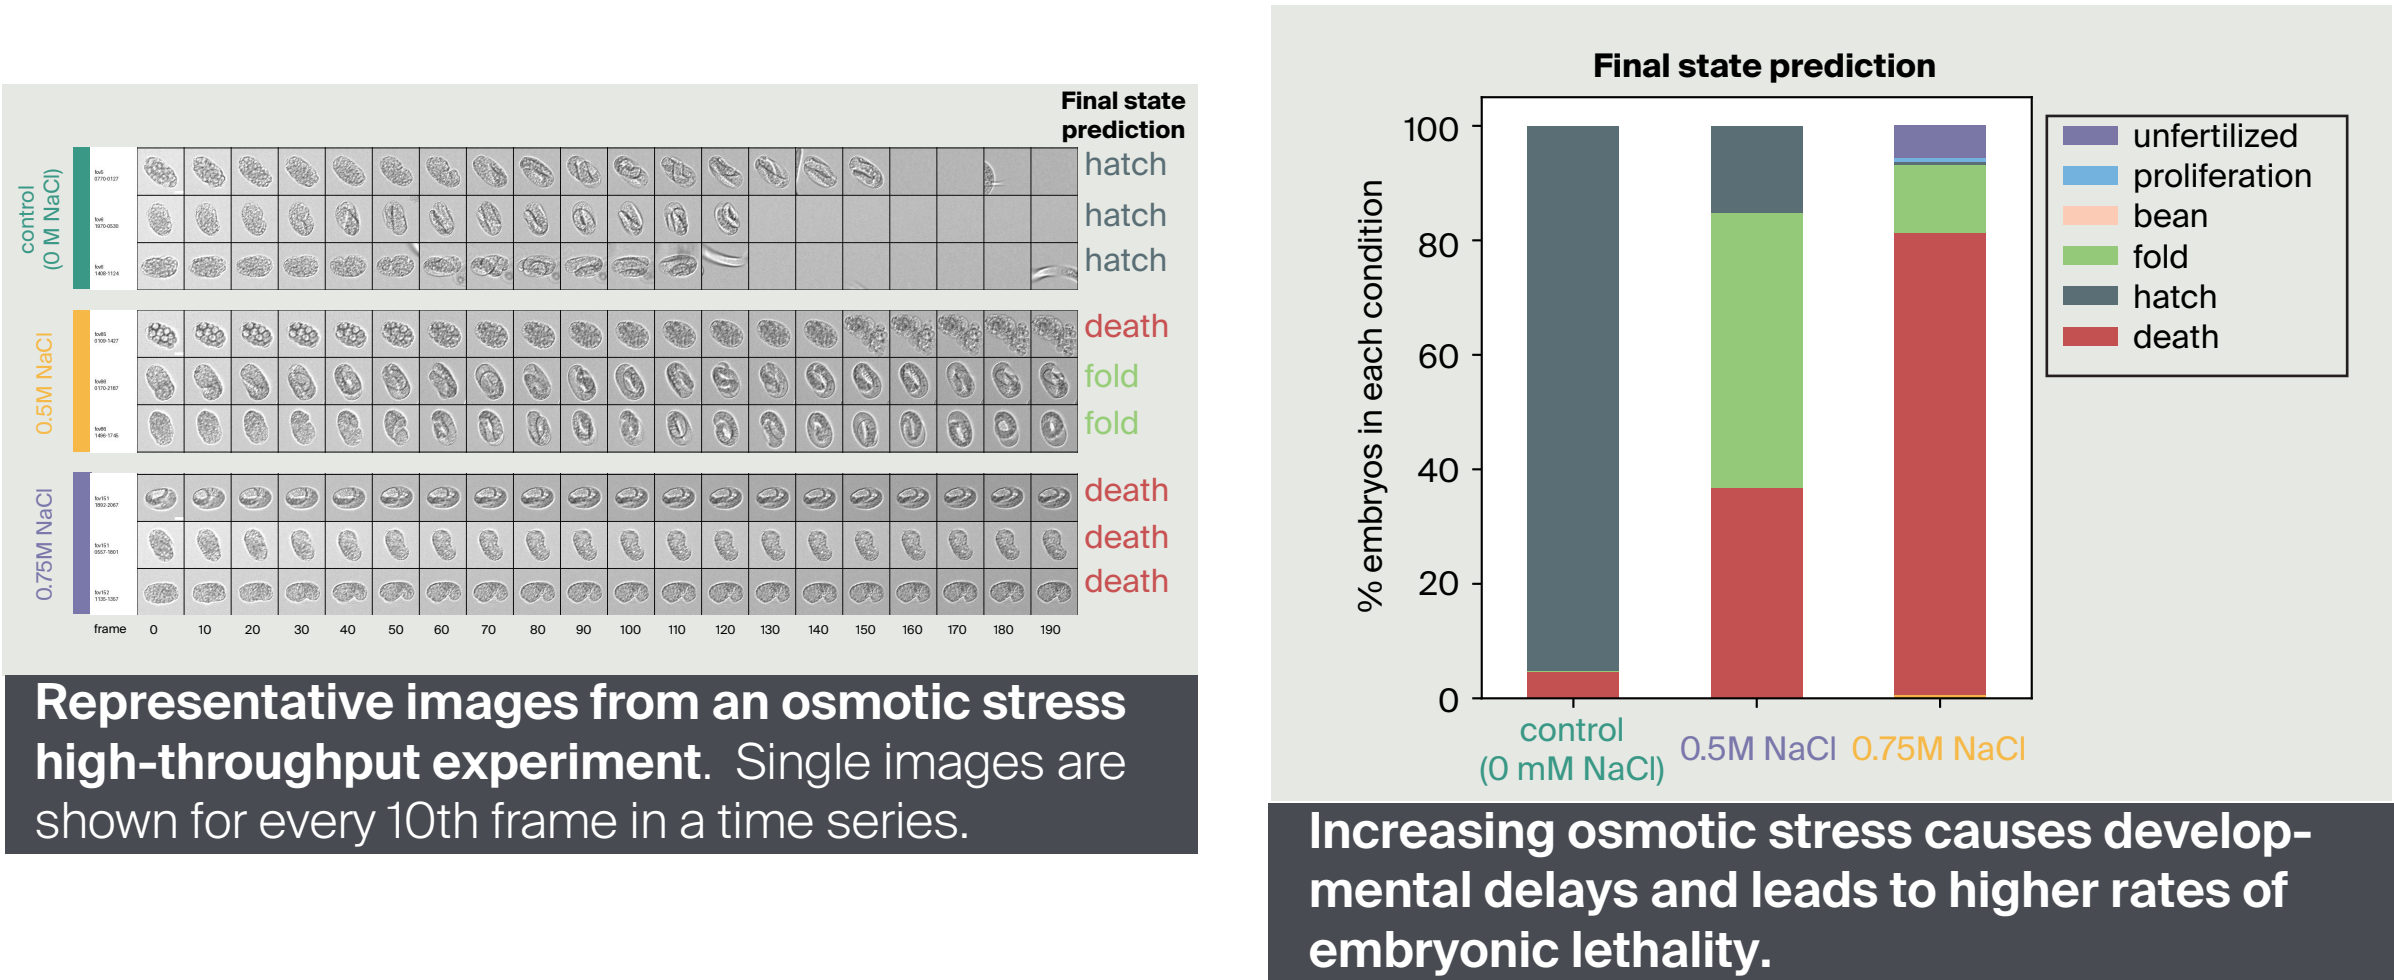 Final state
prediction
control
(0 M NaCl)
hatch
hatch
hatch
0.5M NaCl
death
fold
fold
0.75M NaCl
death
death
death
frame 0 10 20 30 40 50 60 70 80 90 100 110 120 130 140 150 160 170 180 190
Representative images from an osmotic stress
high-throughput experiment. Single images are
shown for every 10th frame in a time series.
Final state prediction
% embryos in each condition
100
80
60
40
20
0
control
(0 mM NaCl)
0.5M NaCl
0.75M NaCl
unfertilized
proliferation
bean
fold
hatch
death
Increasing osmotic stress causes develop-
mental delays and leads to higher rates of
embryonic lethality.